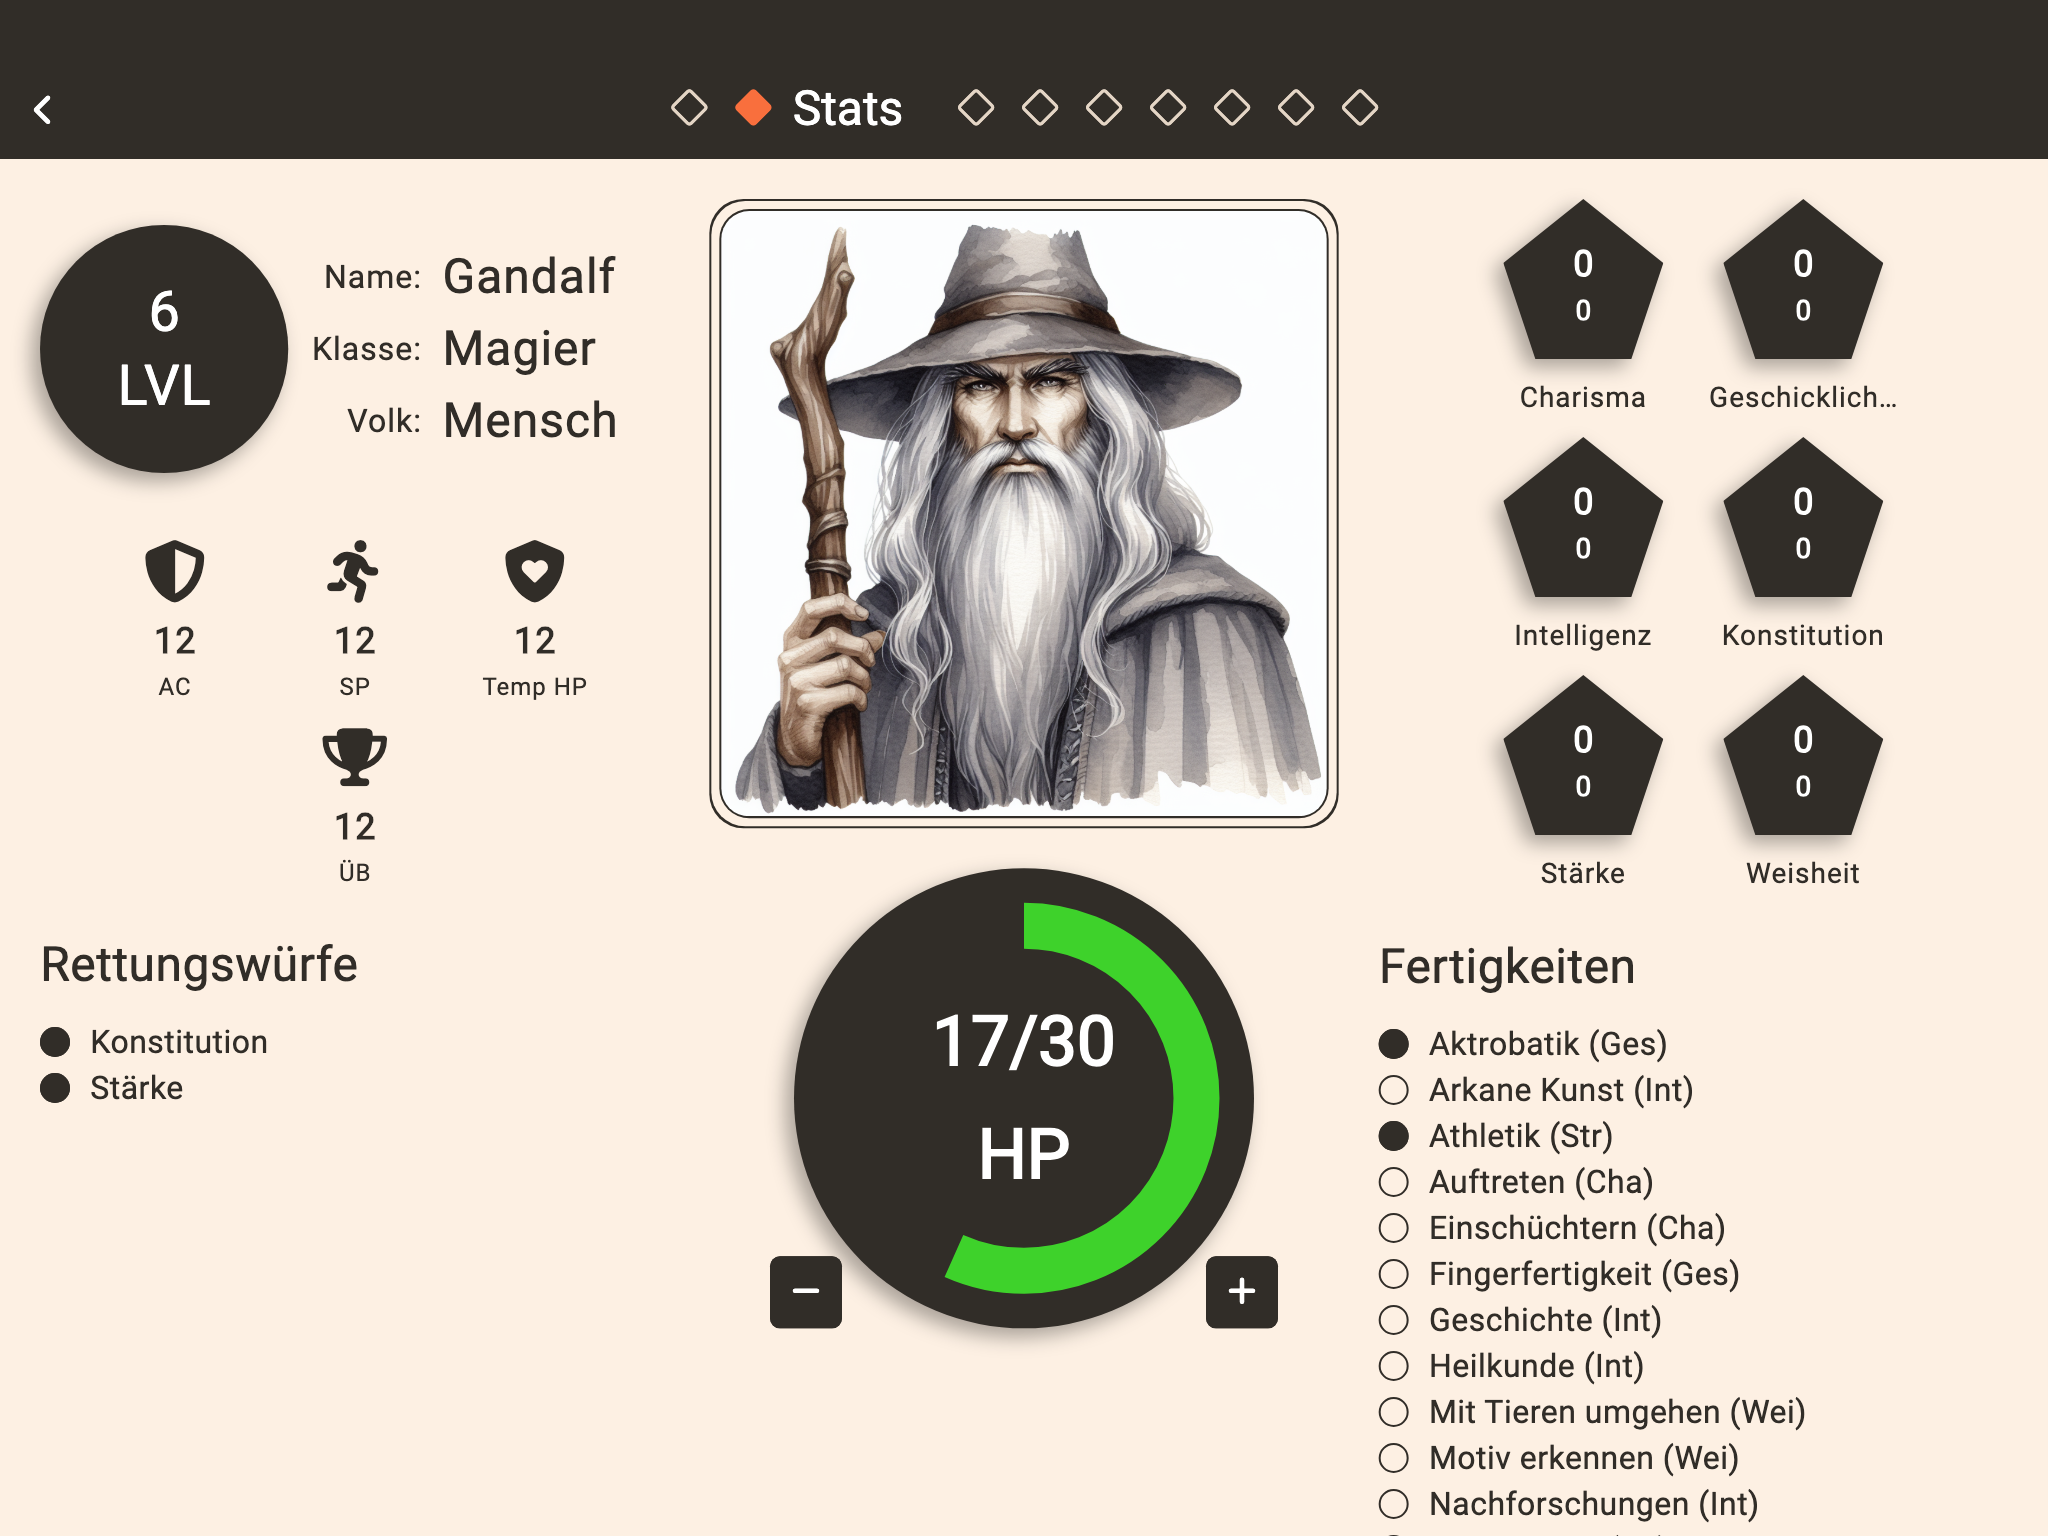 Stats
6
LVL
Name: Gandalf
Klasse: Magier
Volk: Mensch
12
AC
12
SP
12
Temp HP
12
ÜB
Rettungswürfe
Konstitution
Stärke
17/30
HP
−
+
0
0
Charisma
0
0
Geschicklich...
0
0
Intelligenz
0
0
Konstitution
0
0
Stärke
0
0
Weisheit
Fertigkeiten
Aktrobatik (Ges)
Arkane Kunst (Int)
Athletik (Str)
Auftreten (Cha)
Einschüchtern (Cha)
Fingerfertigkeit (Ges)
Geschichte (Int)
Heilkunde (Int)
Mit Tieren umgehen (Wei)
Motiv erkennen (Wei)
Nachforschungen (Int)